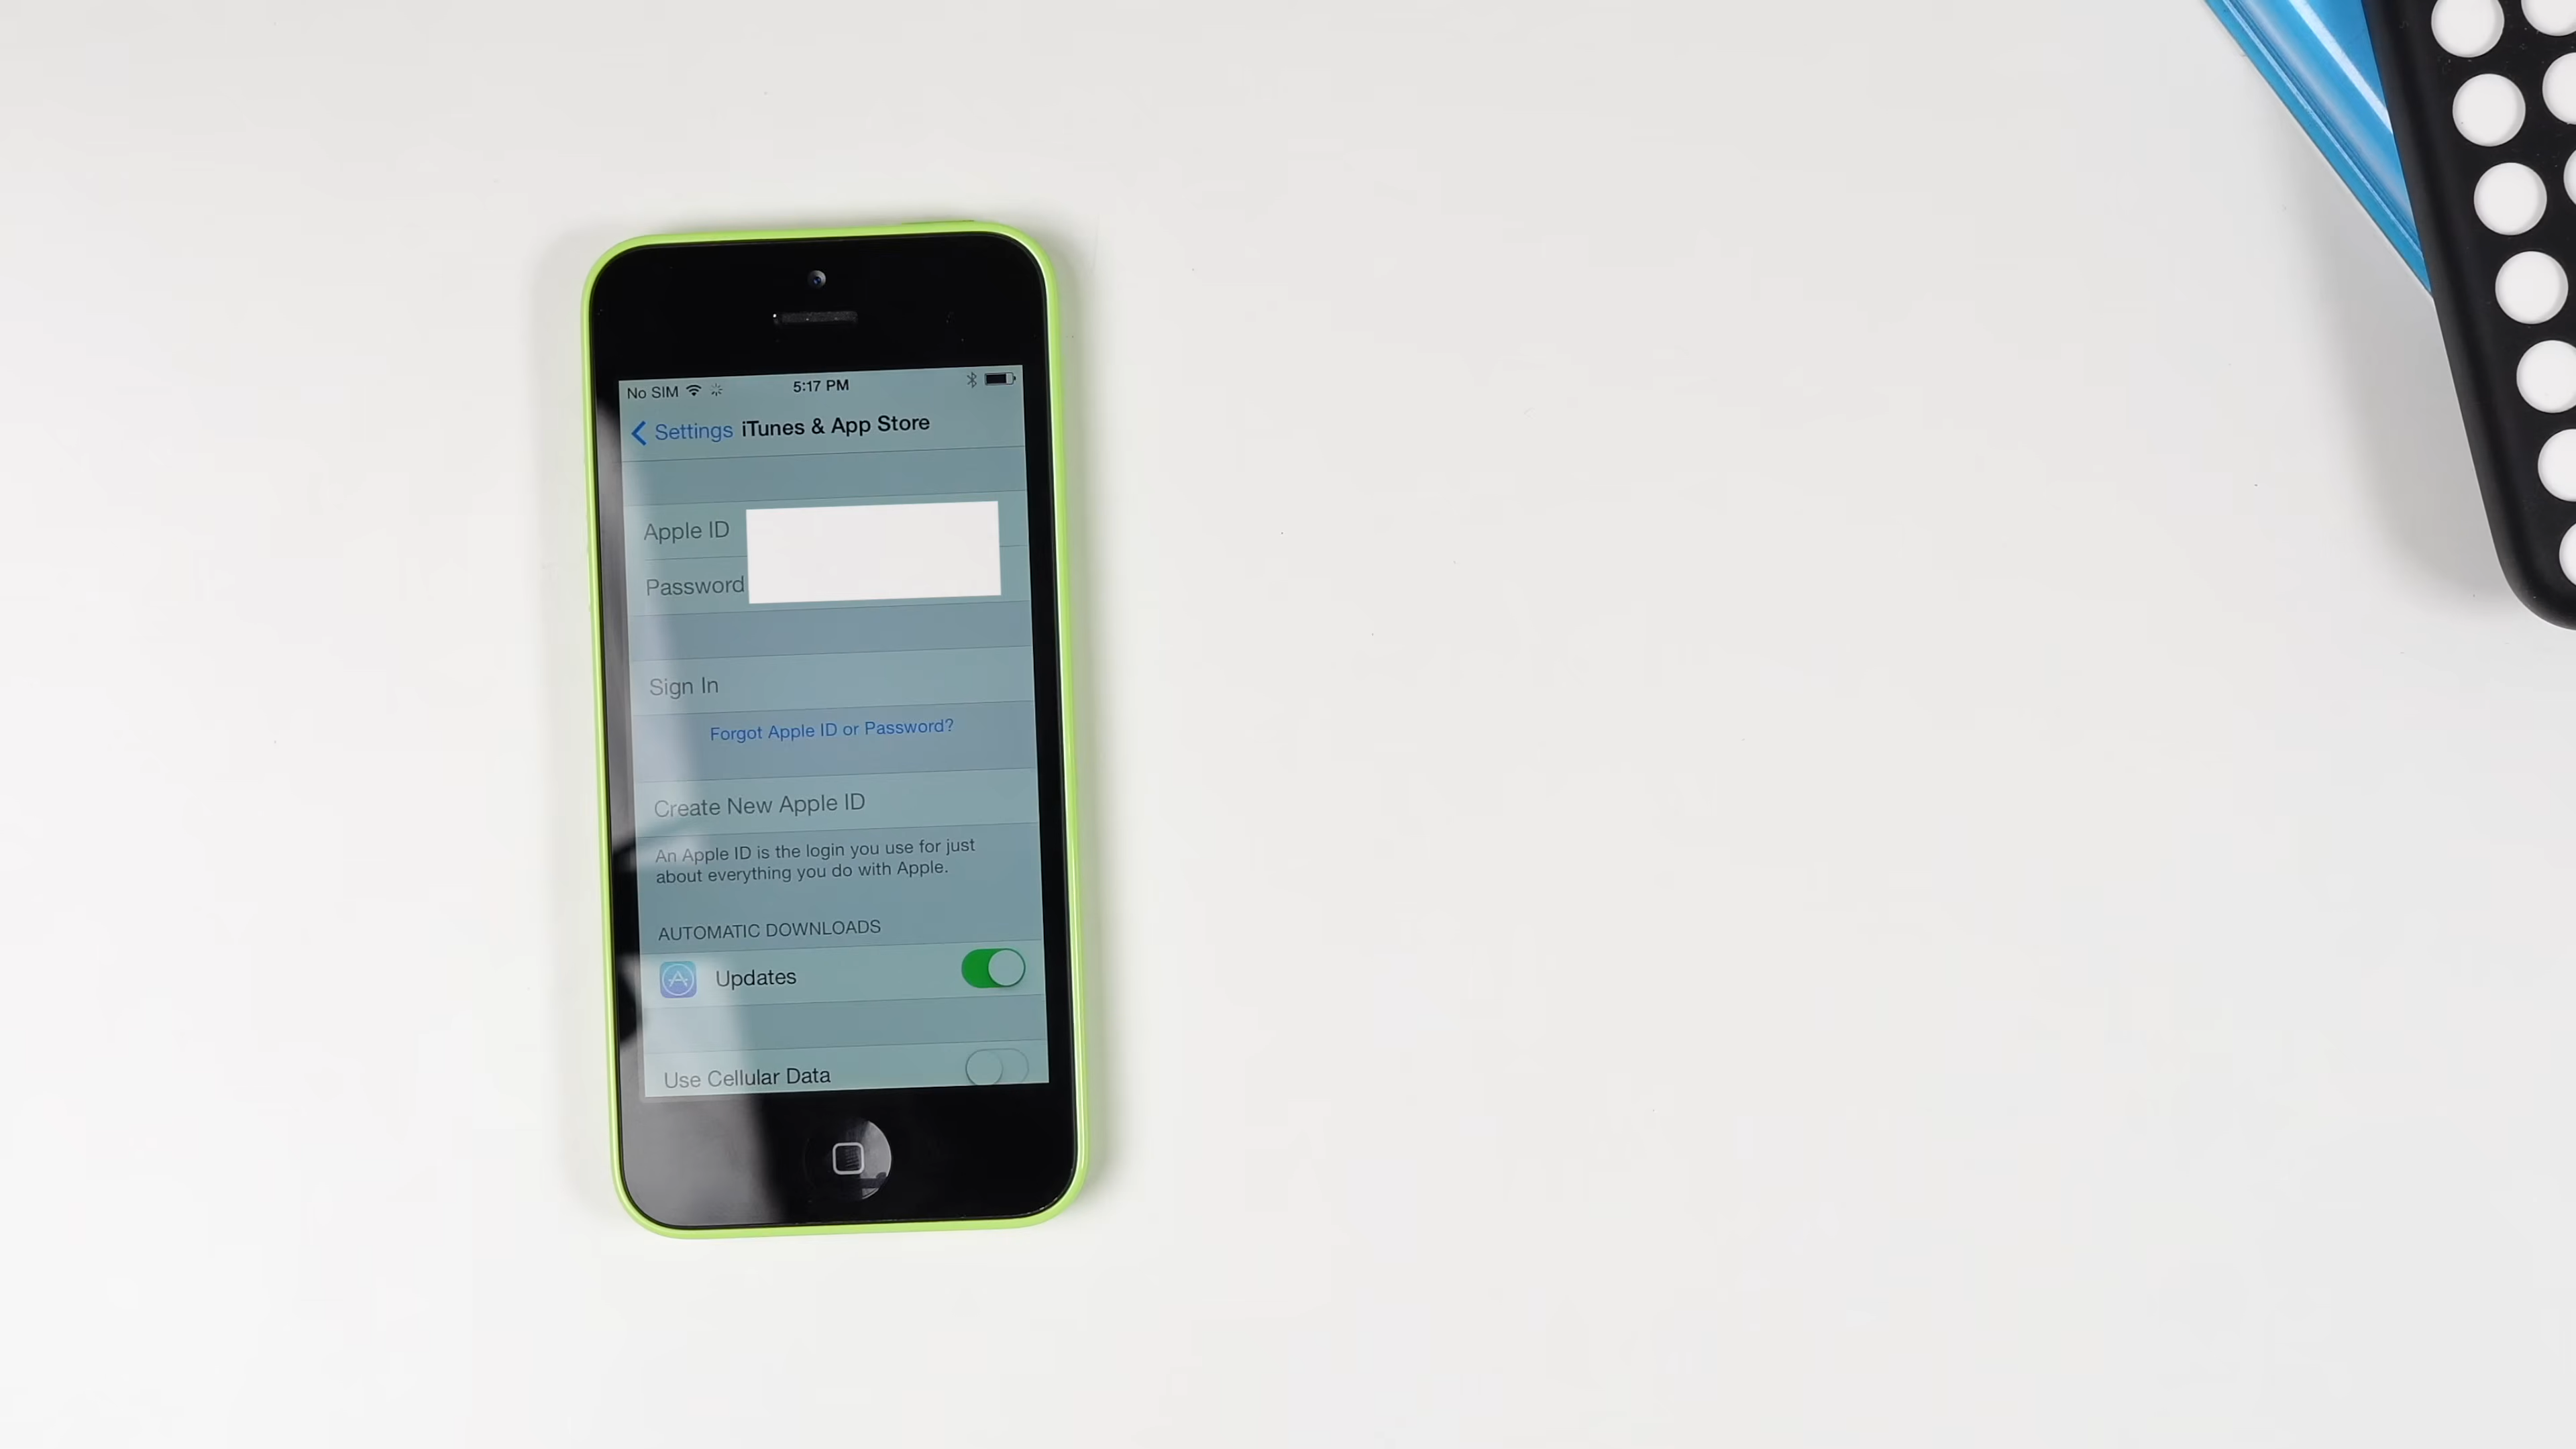 No SIM 5:17 PM
Settings iTunes & App Store
Apple ID
Password
Sign In
Forgot Apple ID or Password?
Create New Apple ID
An Apple ID is the login you use for just
about everything you do with Apple.
AUTOMATIC DOWNLOADS
Updates
Use Cellular Data